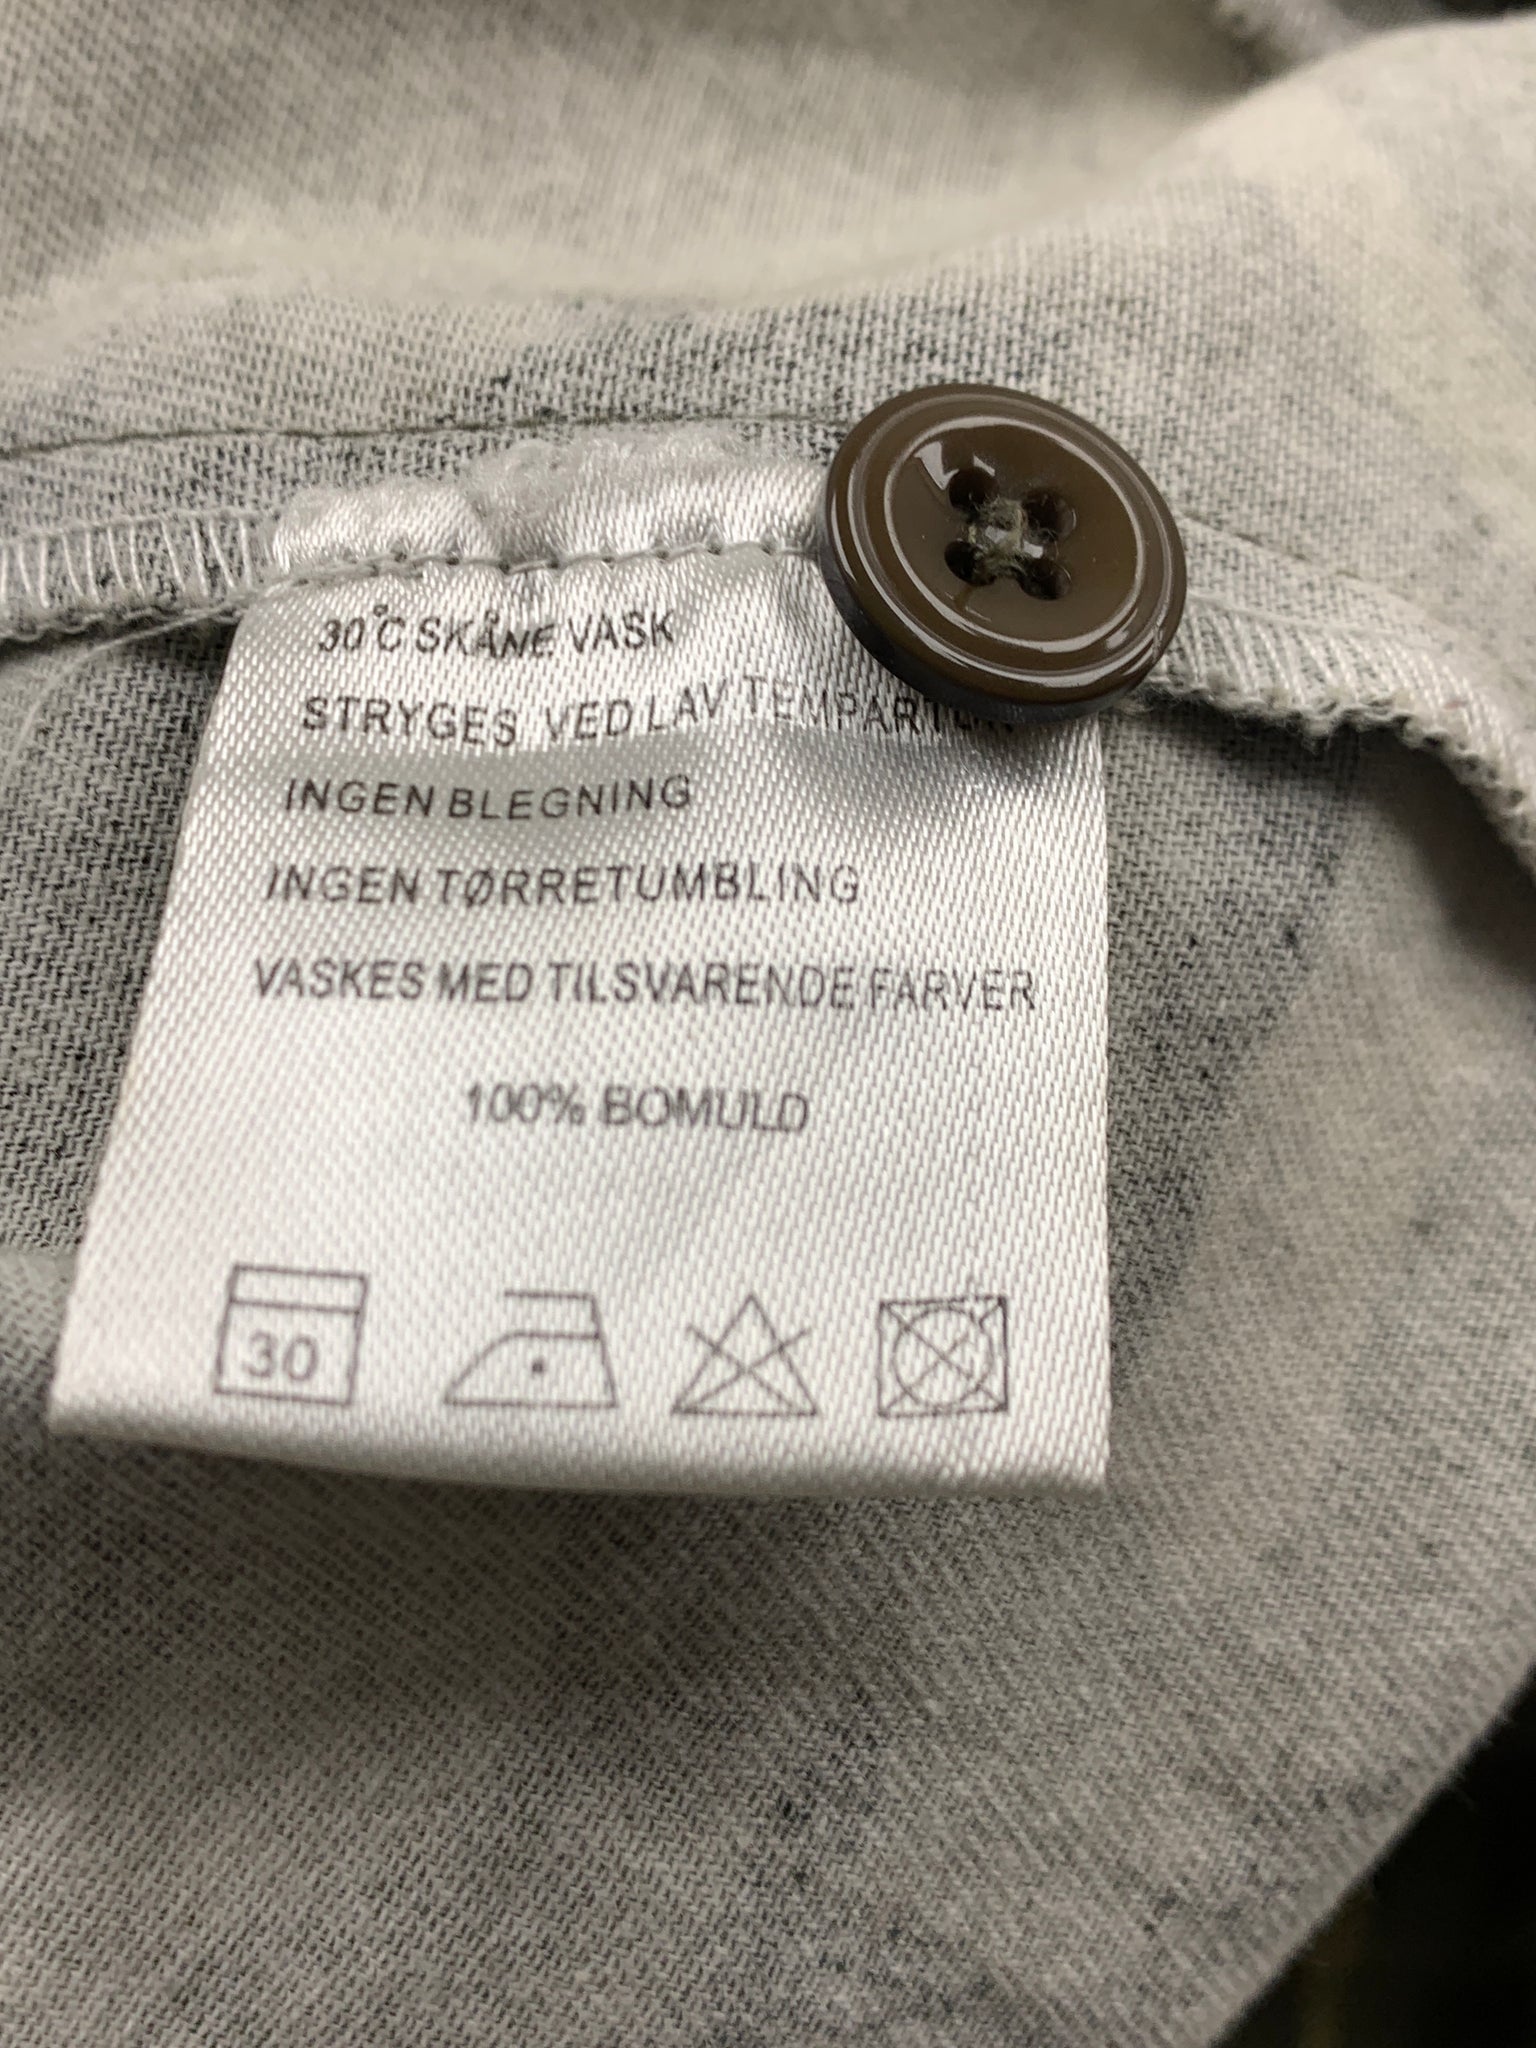 30°C SKÅNE VASK
STRYGES VED LAV
INGEN BLEGNING
INGEN TØRRETUMBLING
VASKES MED TILSVARENDE FARVER
100% BOMULD
30